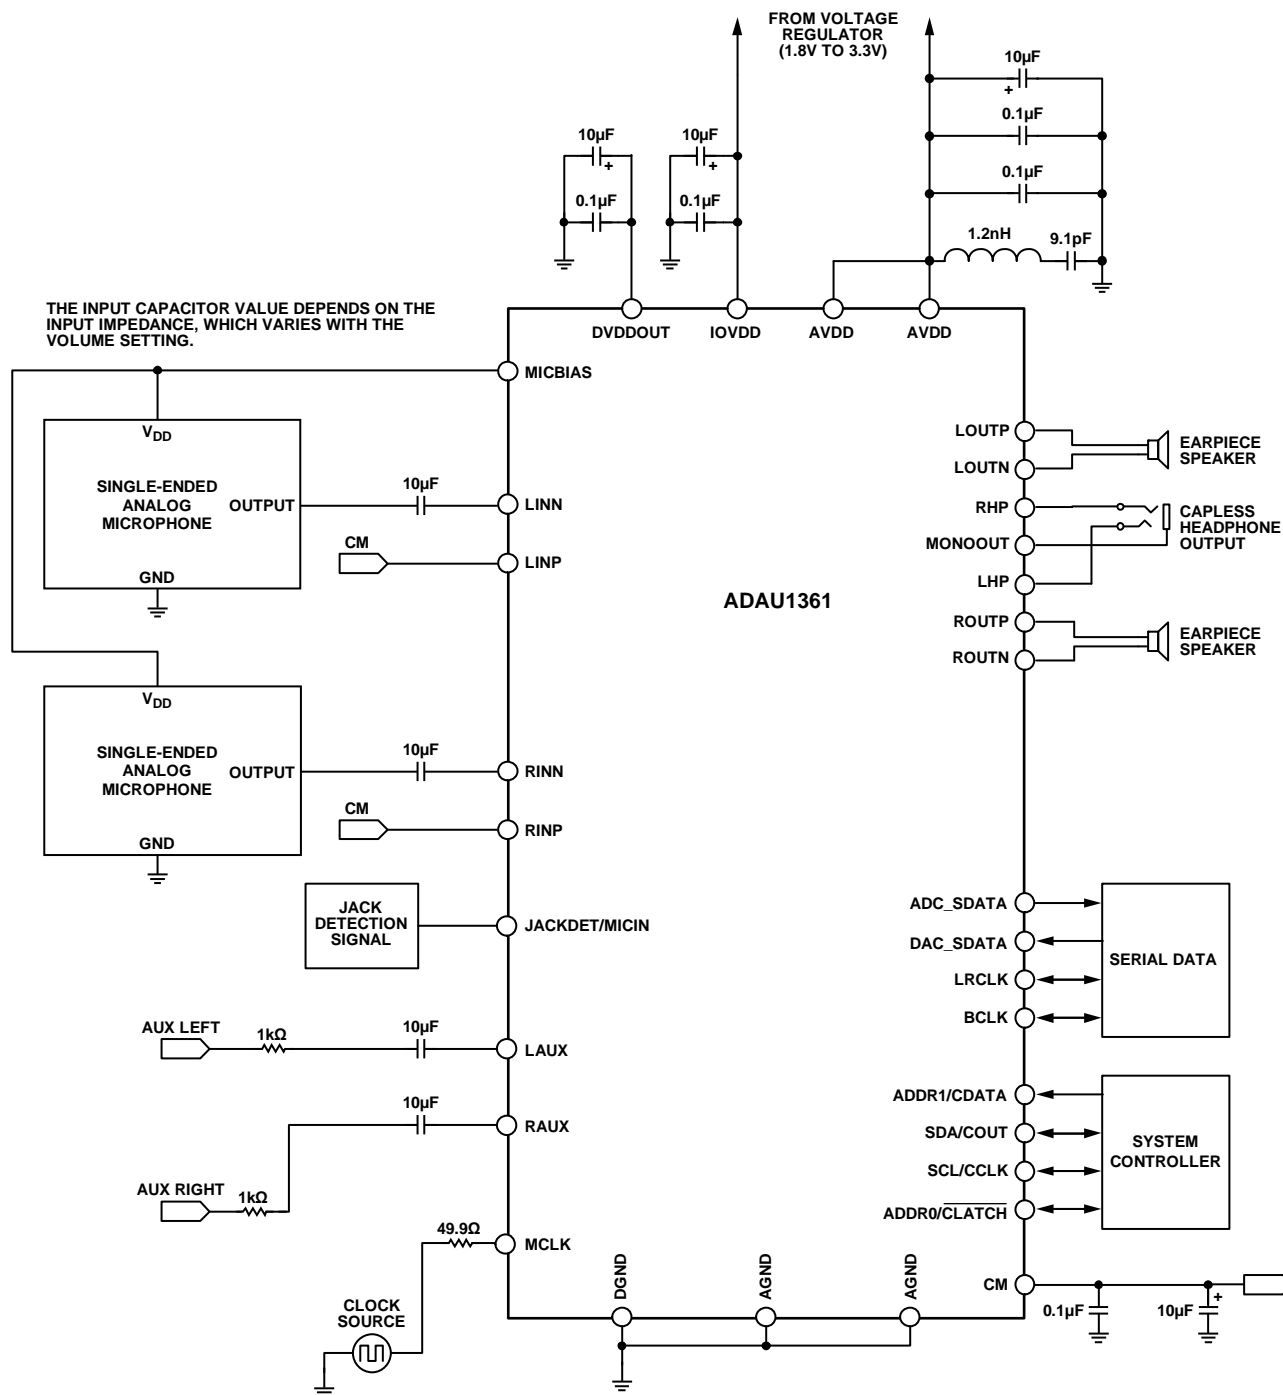 FROM VOLTAGE
REGULATOR
(1.8V TO 3.3V)
10µF
+
0.1µF
0.1µF
1.2nH
9.1pF
10µF
+
0.1µF
10µF
+
0.1µF
THE INPUT CAPACITOR VALUE DEPENDS ON THE
INPUT IMPEDANCE, WHICH VARIES WITH THE
VOLUME SETTING.
DVDDOUT
IOVDD
AVDD
AVDD
MICBIAS
VDD
SINGLE-ENDED
ANALOG
MICROPHONE
OUTPUT
GND
10µF
LINN
CM
LINP
VDD
SINGLE-ENDED
ANALOG
MICROPHONE
OUTPUT
GND
10µF
RINN
CM
RINP
JACK
DETECTION
SIGNAL
JACKDET/MICIN
AUX LEFT
1kΩ
10µF
LAUX
10µF
RAUX
AUX RIGHT
1kΩ
49.9Ω
MCLK
CLOCK
SOURCE
ADAU1361
LOUTP
LOUTN
EARPIECE
SPEAKER
RHP
MONOOUT
LHP
CAPLESS
HEADPHONE
OUTPUT
ROUTP
ROUTN
EARPIECE
SPEAKER
ADC_SDATA
DAC_SDATA
LRCLK
BCLK
SERIAL DATA
ADDR1/CDATA
SDA/COUT
SCL/CCLK
ADDR0/CLATCH
SYSTEM
CONTROLLER
DGND
AGND
AGND
CM
0.1µF
10µF
+